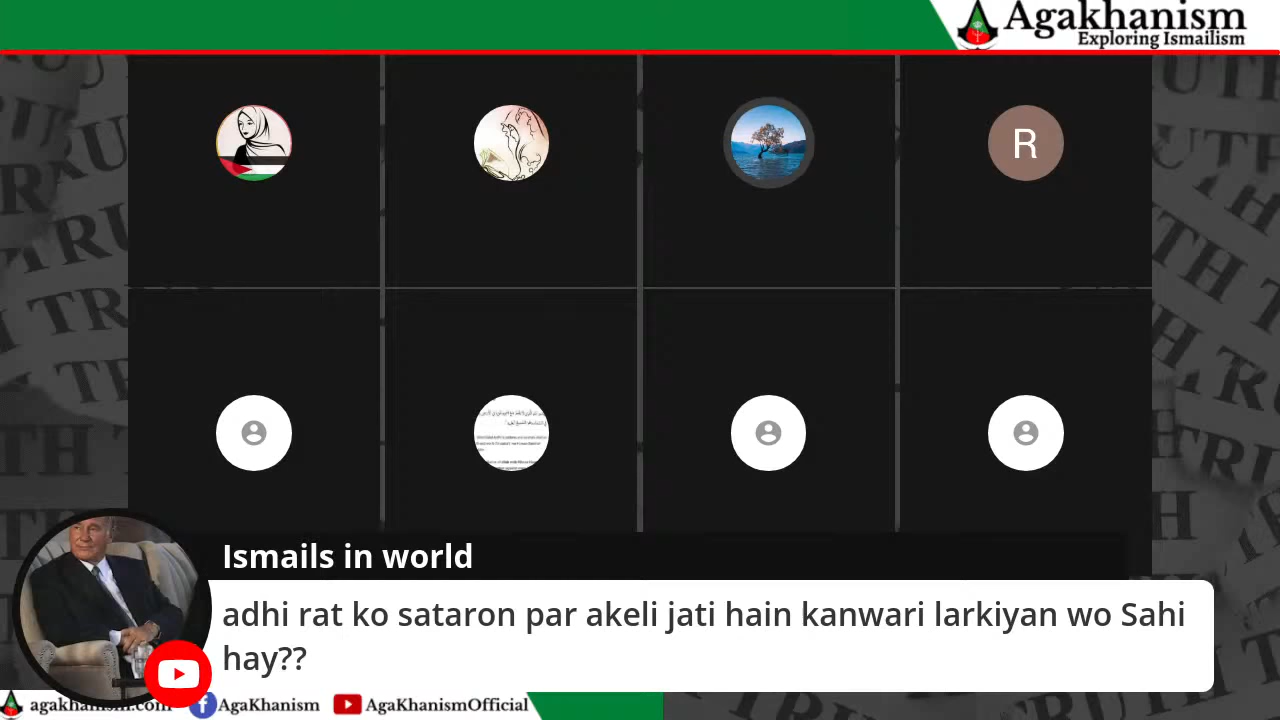 Agakhanism
Exploring Ismailism
R
Ismails in world
adhi rat ko sataron par akeli jati hain kanwari larkiyan wo Sahi
hay??
AgaKhanism
AgaKhanismOfficial